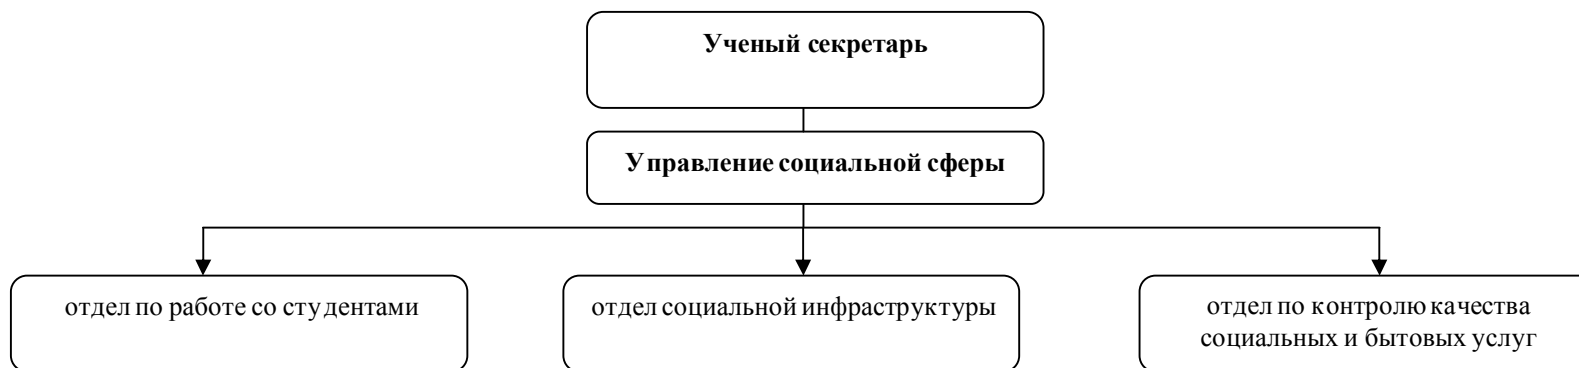 Ученый секретарь
Управление социальной сферы
отдел по работе со студентами
отдел социальной инфраструктуры
отдел по контролю качества
социальных и бытовых услуг